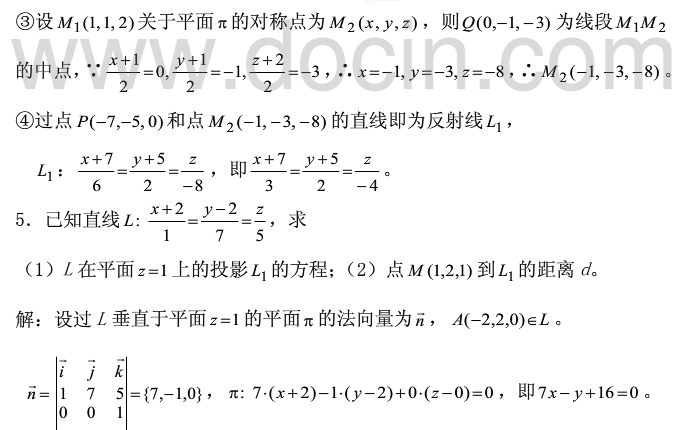 ③设 M₁(1,1,2) 关于平面 π 的对称点为 M₂(x,y,z)，则Q(0,−1,−3) 为线段 M₁M₂
的中点，∵ (x+1)/2=0, (y+1)/2=−1, (z+2)/2=−3，∴ x=−1, y=−3, z=−8，∴ M₂(−1,−3,−8)。
④过点 P(−7,−5,0) 和点 M₂(−1,−3,−8) 的直线即为反射线 L₁，
L₁：(x+7)/6=(y+5)/2=z/−8，即 (x+7)/3=(y+5)/2=z/−4。
5．已知直线 L: (x+2)/1=(y−2)/7=z/5，求
（1）L 在平面 z=1 上的投影 L₁ 的方程；（2）点 M(1,2,1) 到 L₁ 的距离 d。
解：设过 L 垂直于平面 z=1 的平面 π 的法向量为 n⃗，A(−2,2,0)∈L。
n⃗=|i⃗ j⃗ k⃗; 1 7 5; 0 0 1|={7,−1,0}，π: 7·(x+2)−1·(y−2)+0·(z−0)=0，即 7x−y+16=0。
www.docin.com